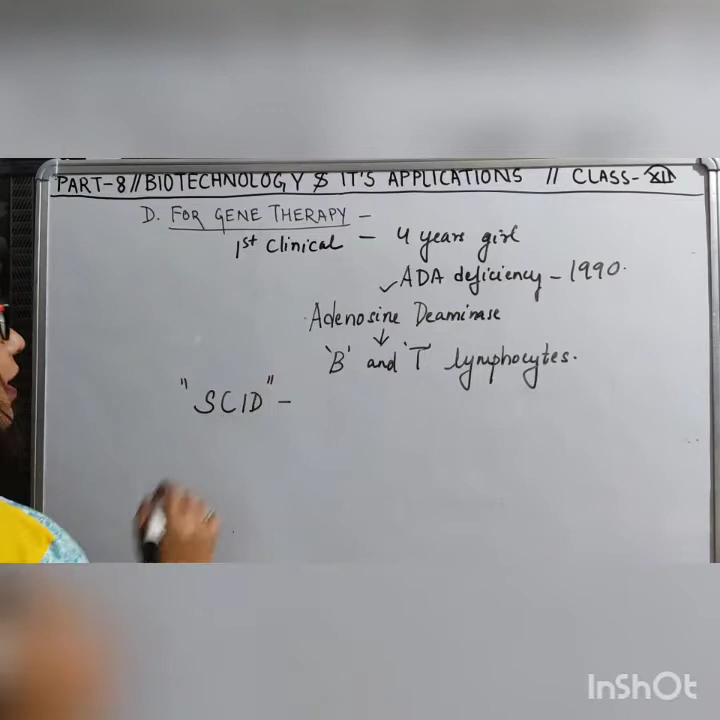 PART-8//BIOTECHNOLOGY & IT'S APPLICATIONS // CLASS-XII
D. FOR GENE THERAPY -
1st Clinical - 4 years girl
✓ADA deficiency - 1990.
Adenosine Deaminase
↓
'B' and 'T' lymphocytes.
"SCID" -
InShOt